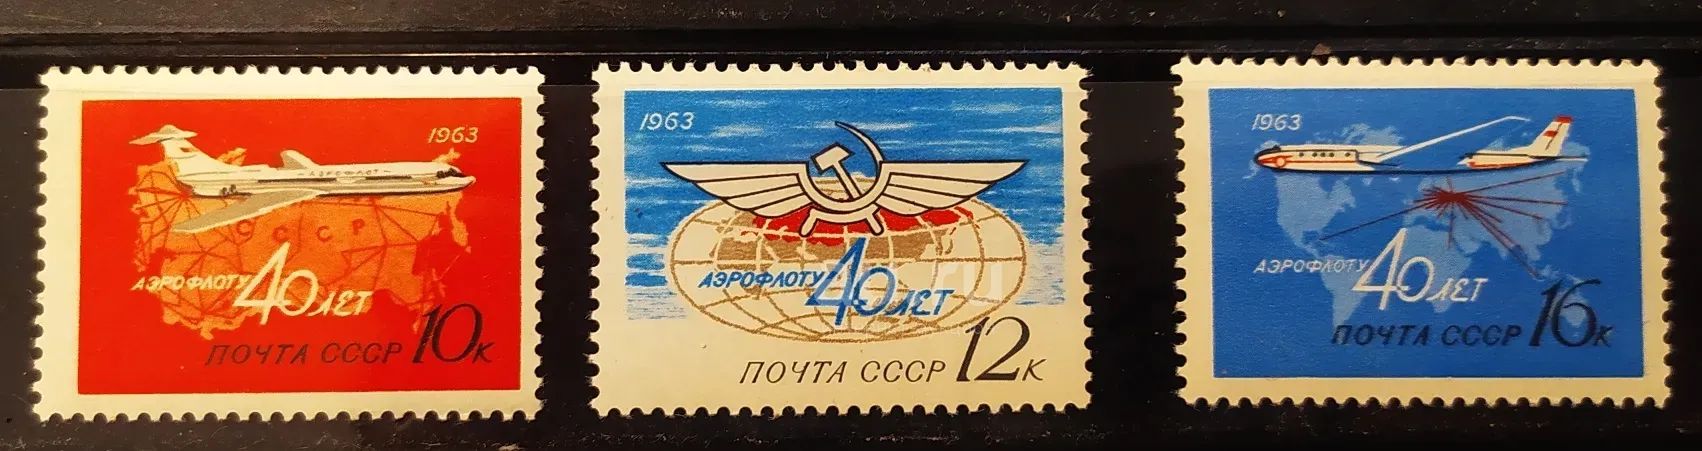 1963
АЭРОФЛОТ
СССР
АЭРОФЛОТУ 40 ЛЕТ
ПОЧТА СССР 10К
1963
АЭРОФЛОТУ 40 ЛЕТ
ПОЧТА СССР 12К
1963
АЭРОФЛОТУ 40 ЛЕТ
ПОЧТА СССР 16К